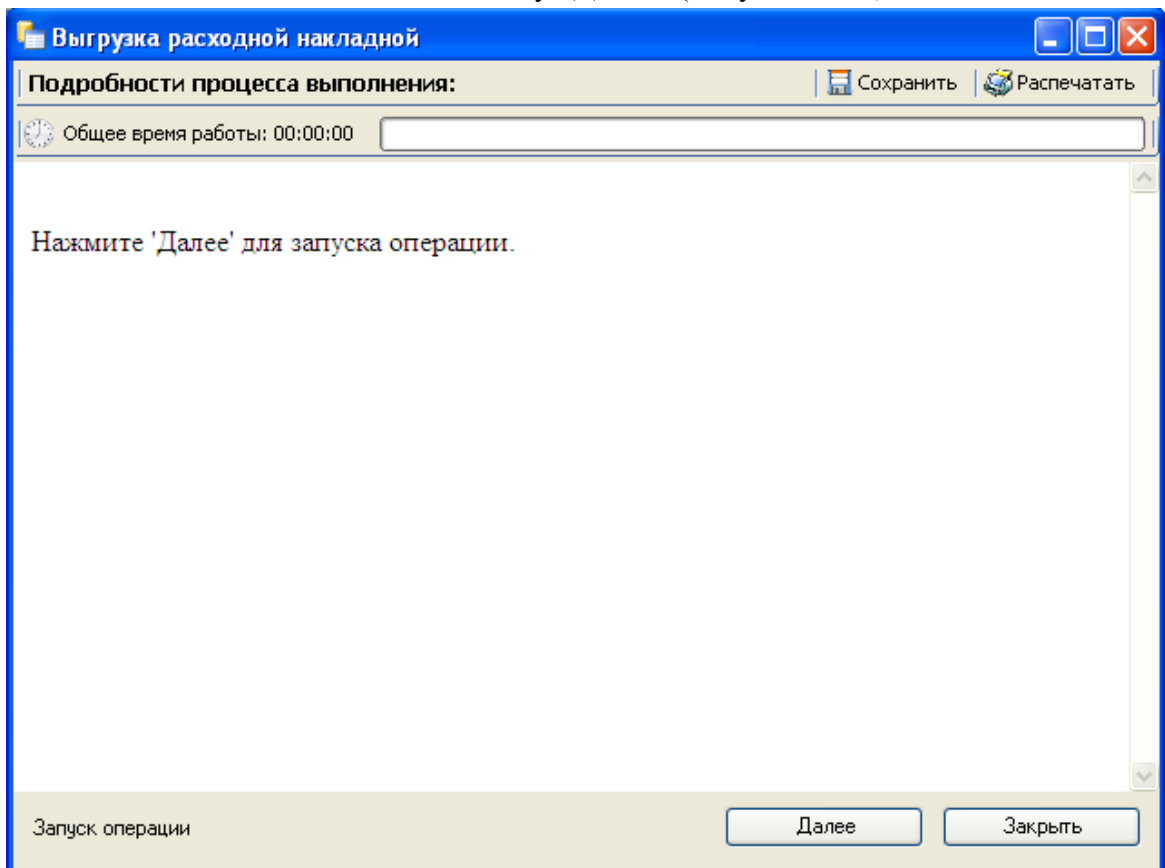 Выгрузка расходной накладной
Подробности процесса выполнения: Сохранить Распечатать
Общее время работы: 00:00:00
Нажмите 'Далее' для запуска операции.
Запуск операции Далее Закрыть